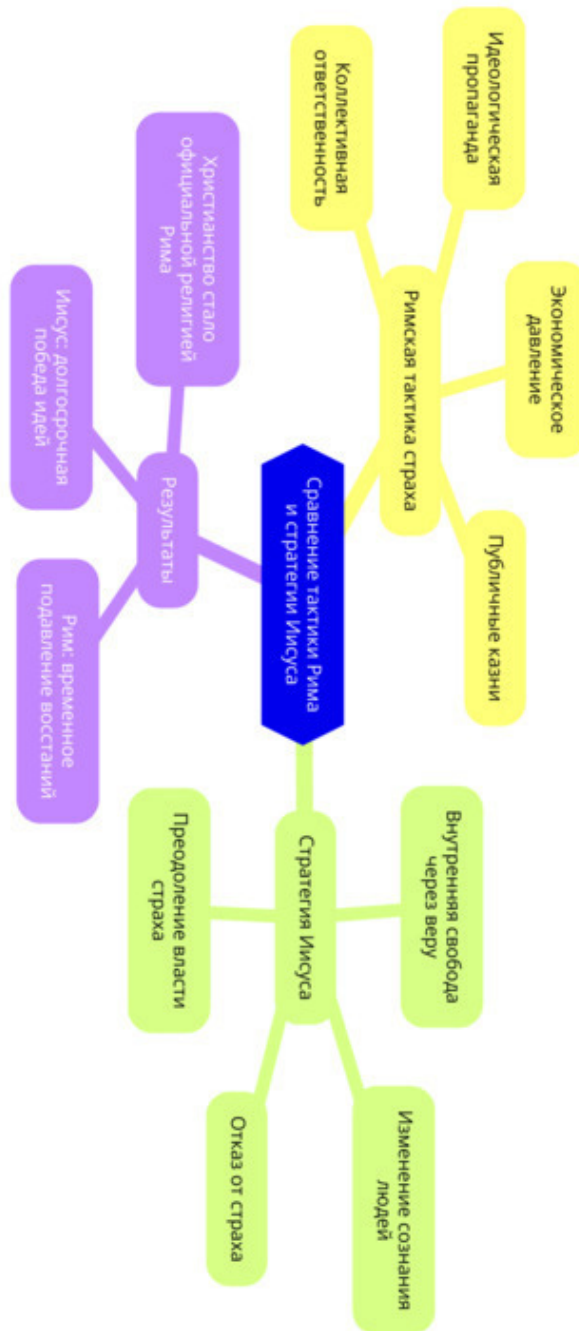 Сравнение тактики Рима
и стратегии Иисуса
Римская тактика страха
Идеологическая
пропаганда
Коллективная
ответственность
Экономическое
давление
Публичные казни
Результаты
Христианство стало
официальной религией
Рима
Иисус: долгосрочная
победа идей
Рим: временное
подавление восстаний
Стратегия Иисуса
Внутренняя свобода
через веру
Изменение сознания
людей
Преодоление власти
страха
Отказ от страха